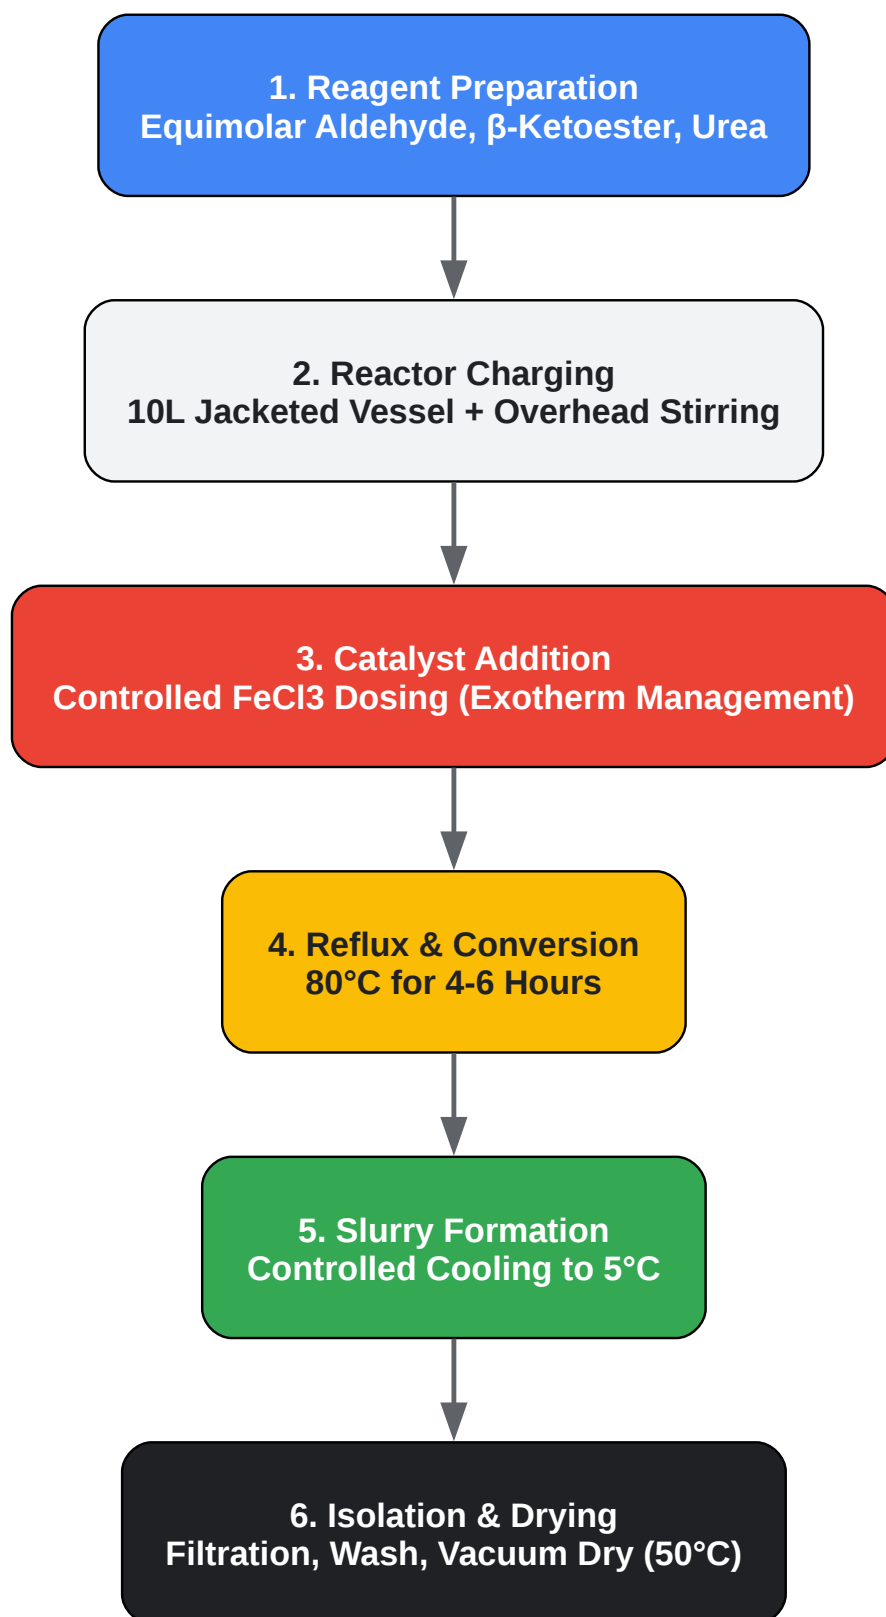 1. Reagent Preparation
Equimolar Aldehyde, β-Ketoester, Urea
2. Reactor Charging
10L Jacketed Vessel + Overhead Stirring
3. Catalyst Addition
Controlled FeCl3 Dosing (Exotherm Management)
4. Reflux & Conversion
80°C for 4-6 Hours
5. Slurry Formation
Controlled Cooling to 5°C
6. Isolation & Drying
Filtration, Wash, Vacuum Dry (50°C)